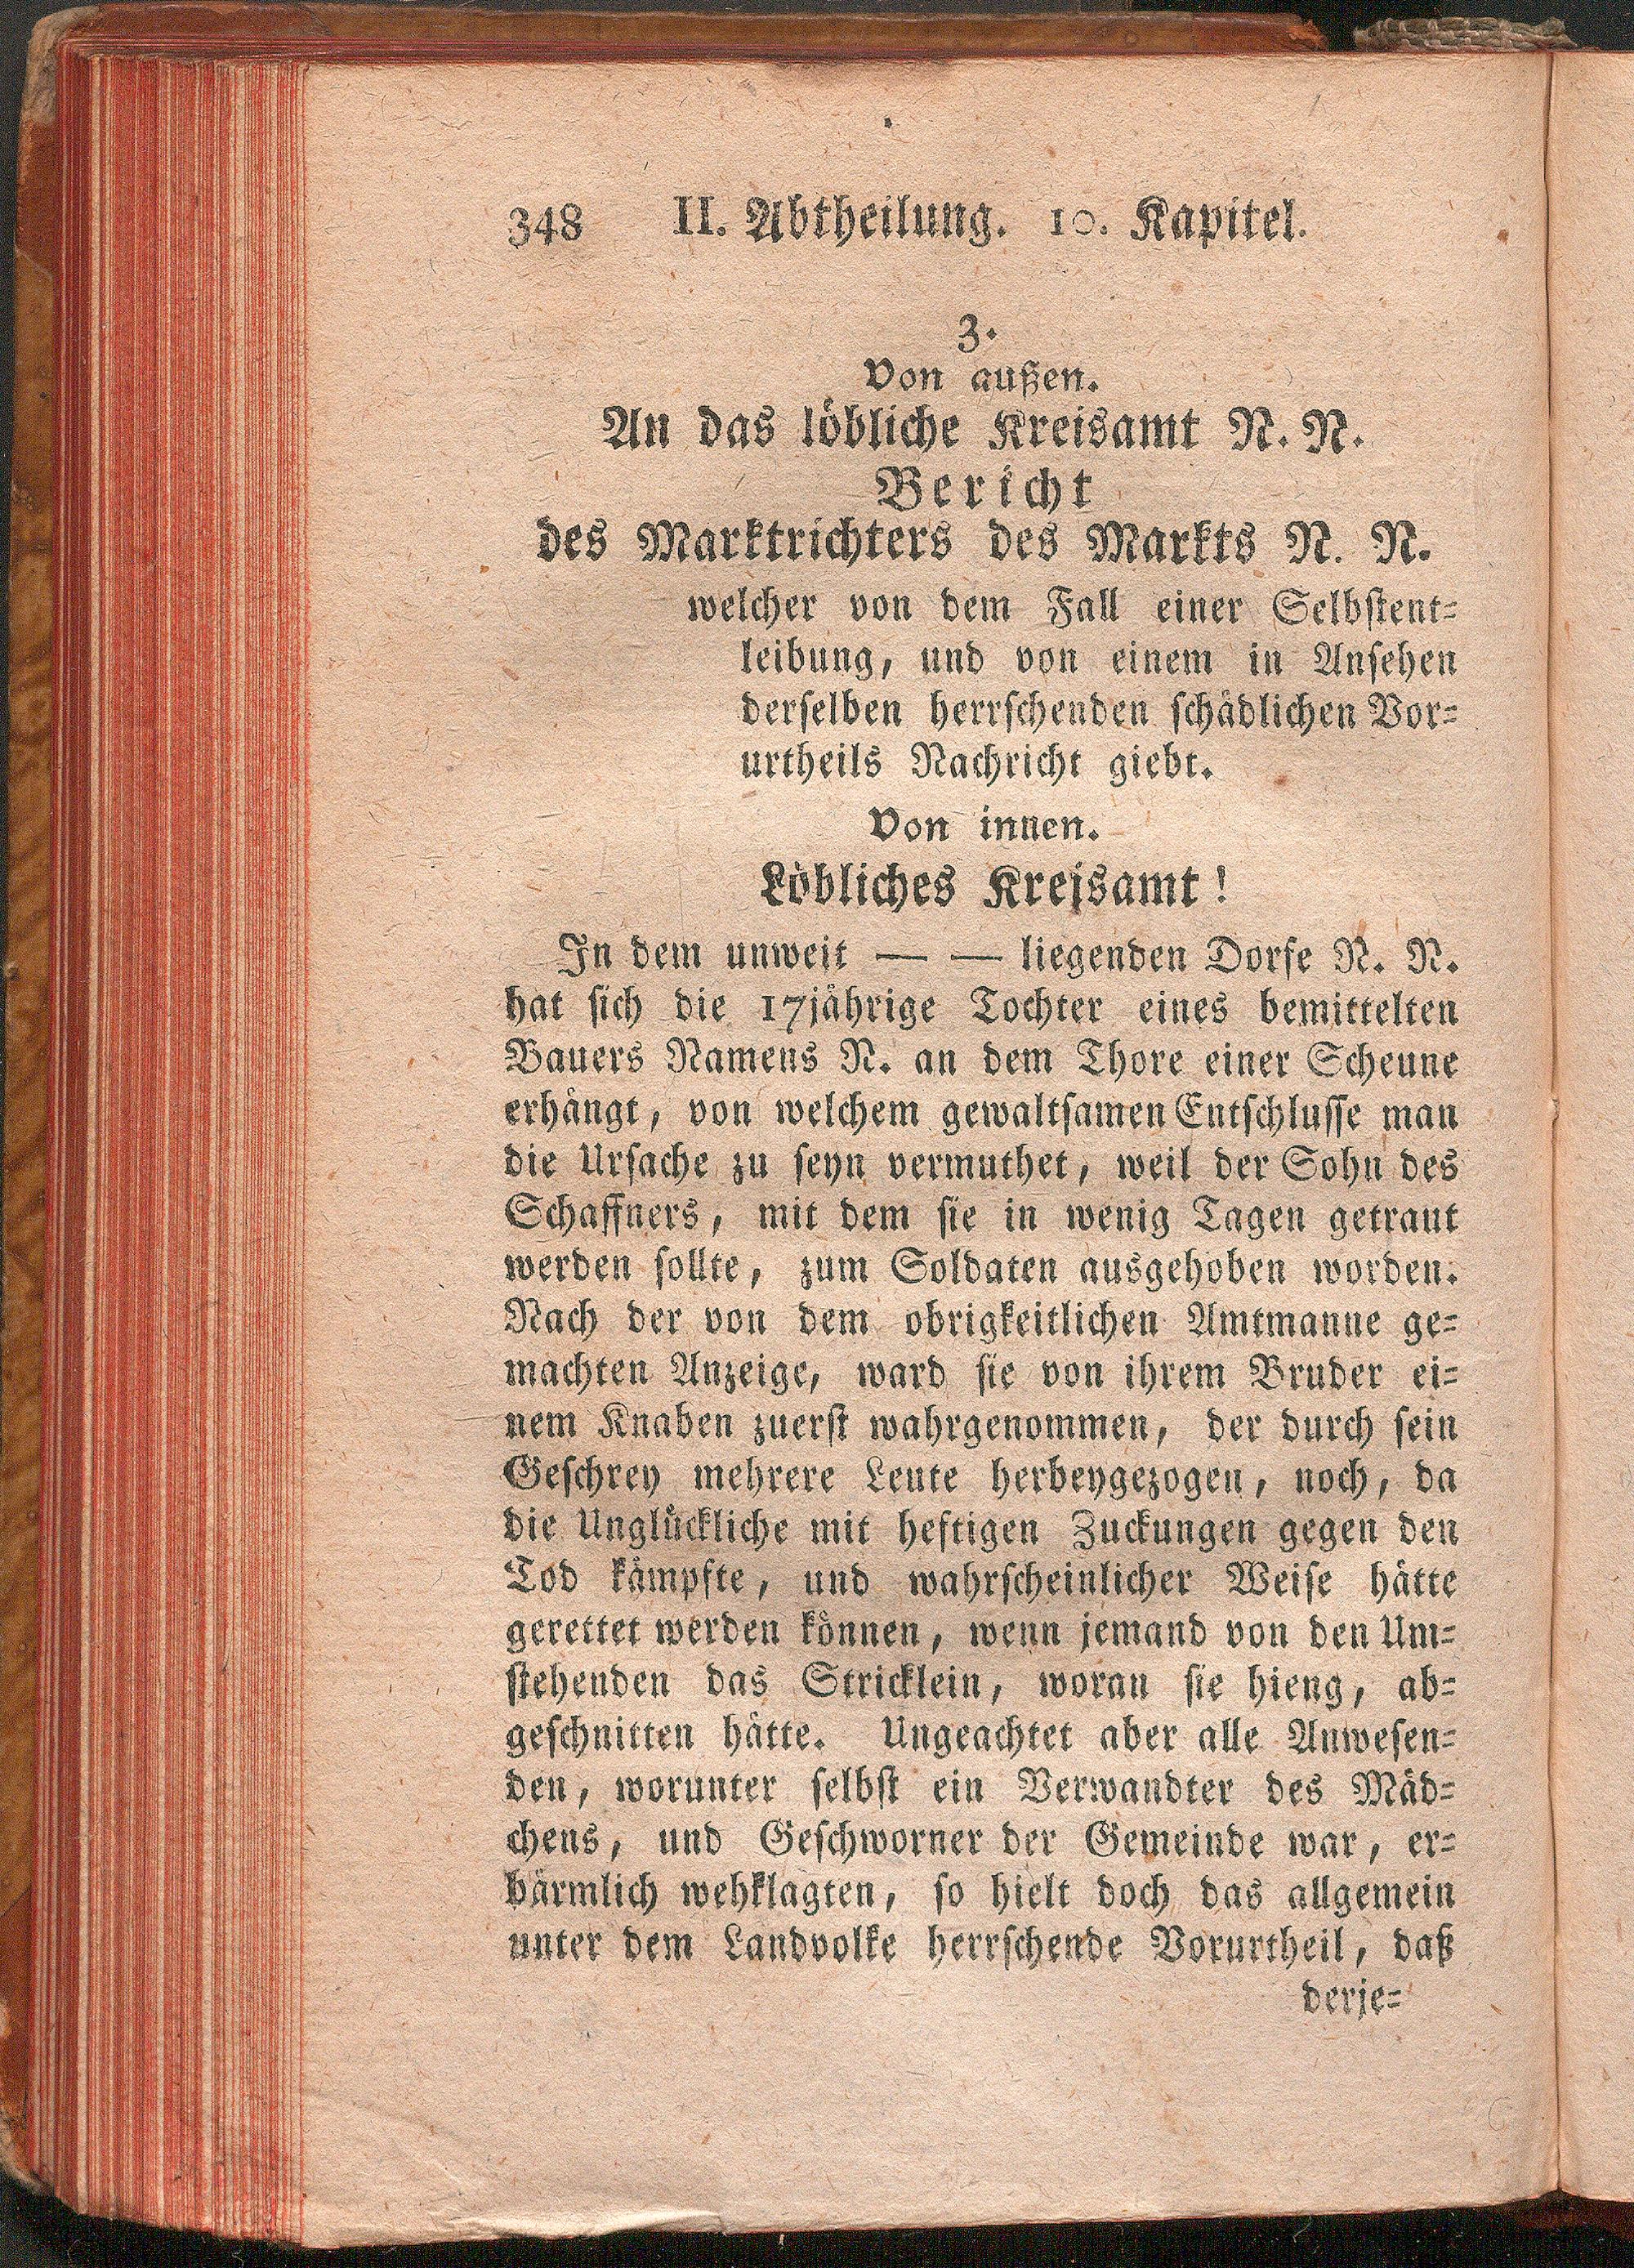 348 II. Abtheilung. 10. Kapitel.
3.
Von außen.
An das löbliche Kreisamt N. N.
Bericht
des Marktrichters des Markts N. N.
welcher von dem Fall einer Selbstent=
leibung, und von einem in Ansehen
derselben herrschenden schädlichen Vor=
urtheils Nachricht giebt.
Von innen.
Löbliches Kreisamt!
In dem unweit — — liegenden Dorfe N. N.
hat sich die 17jährige Tochter eines bemittelten
Bauers Namens N. an dem Thore einer Scheune
erhängt, von welchem gewaltsamen Entschlusse man
die Ursache zu seyn vermuthet, weil der Sohn des
Schaffners, mit dem sie in wenig Tagen getraut
werden sollte, zum Soldaten ausgehoben worden.
Nach der von dem obrigkeitlichen Amtmanne ge=
machten Anzeige, ward sie von ihrem Bruder ei=
nem Knaben zuerst wahrgenommen, der durch sein
Geschrey mehrere Leute herbeygezogen, noch, da
die Unglückliche mit heftigen Zuckungen gegen den
Tod kämpfte, und wahrscheinlicher Weise hätte
gerettet werden können, wenn jemand von den Um=
stehenden das Stricklein, woran sie hieng, ab=
geschnitten hätte. Ungeachtet aber alle Anwesen=
den, worunter selbst ein Verwandter des Mäd=
chens, und Geschworner der Gemeinde war, er=
bärmlich wehklagten, so hielt doch das allgemein
unter dem Landvolke herrschende Vorurtheil, daß
derje=